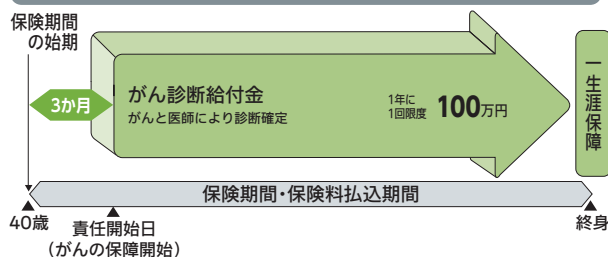 保険期間
の始期
3か月
がん診断給付金
がんと医師により診断確定
1年に
1回限度
100万円
一生涯保障
保険期間・保険料払込期間
40歳
責任開始日
(がんの保障開始)
終身